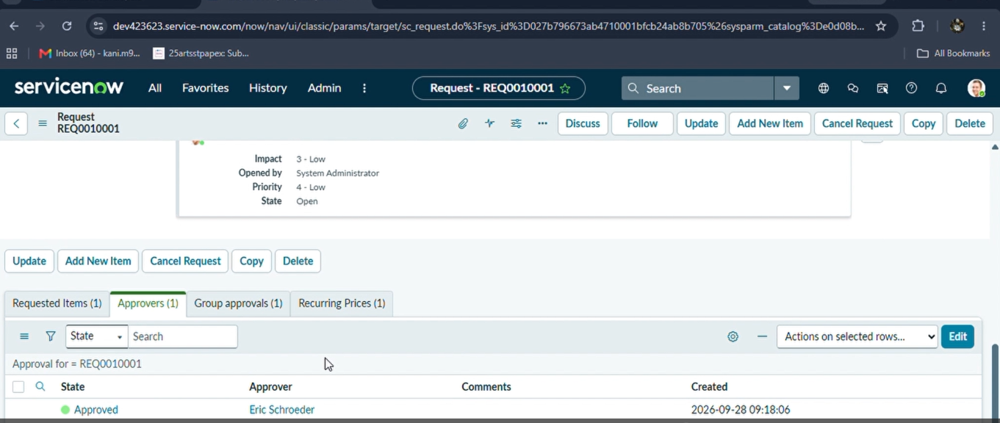 dev423623.service-now.com/now/nav/ui/classic/params/target/sc_request.do%3Fsys_id%3D027b796673ab4710001bfcb24ab8b705%26sysparm_catalog%3De0d08b...
Inbox (64) - kani.m9... 25artsstpapex: Sub... All Bookmarks
servicenow All Favorites History Admin Request - REQ0010001 Search
Request
REQ0010001
Discuss Follow Update Add New Item Cancel Request Copy Delete
Impact 3 - Low
Opened by System Administrator
Priority 4 - Low
State Open
Update Add New Item Cancel Request Copy Delete
Requested Items (1) Approvers (1) Group approvals (1) Recurring Prices (1)
State Search Actions on selected rows... Edit
Approval for = REQ0010001
State Approver Comments Created
Approved Eric Schroeder 2026-09-28 09:18:06